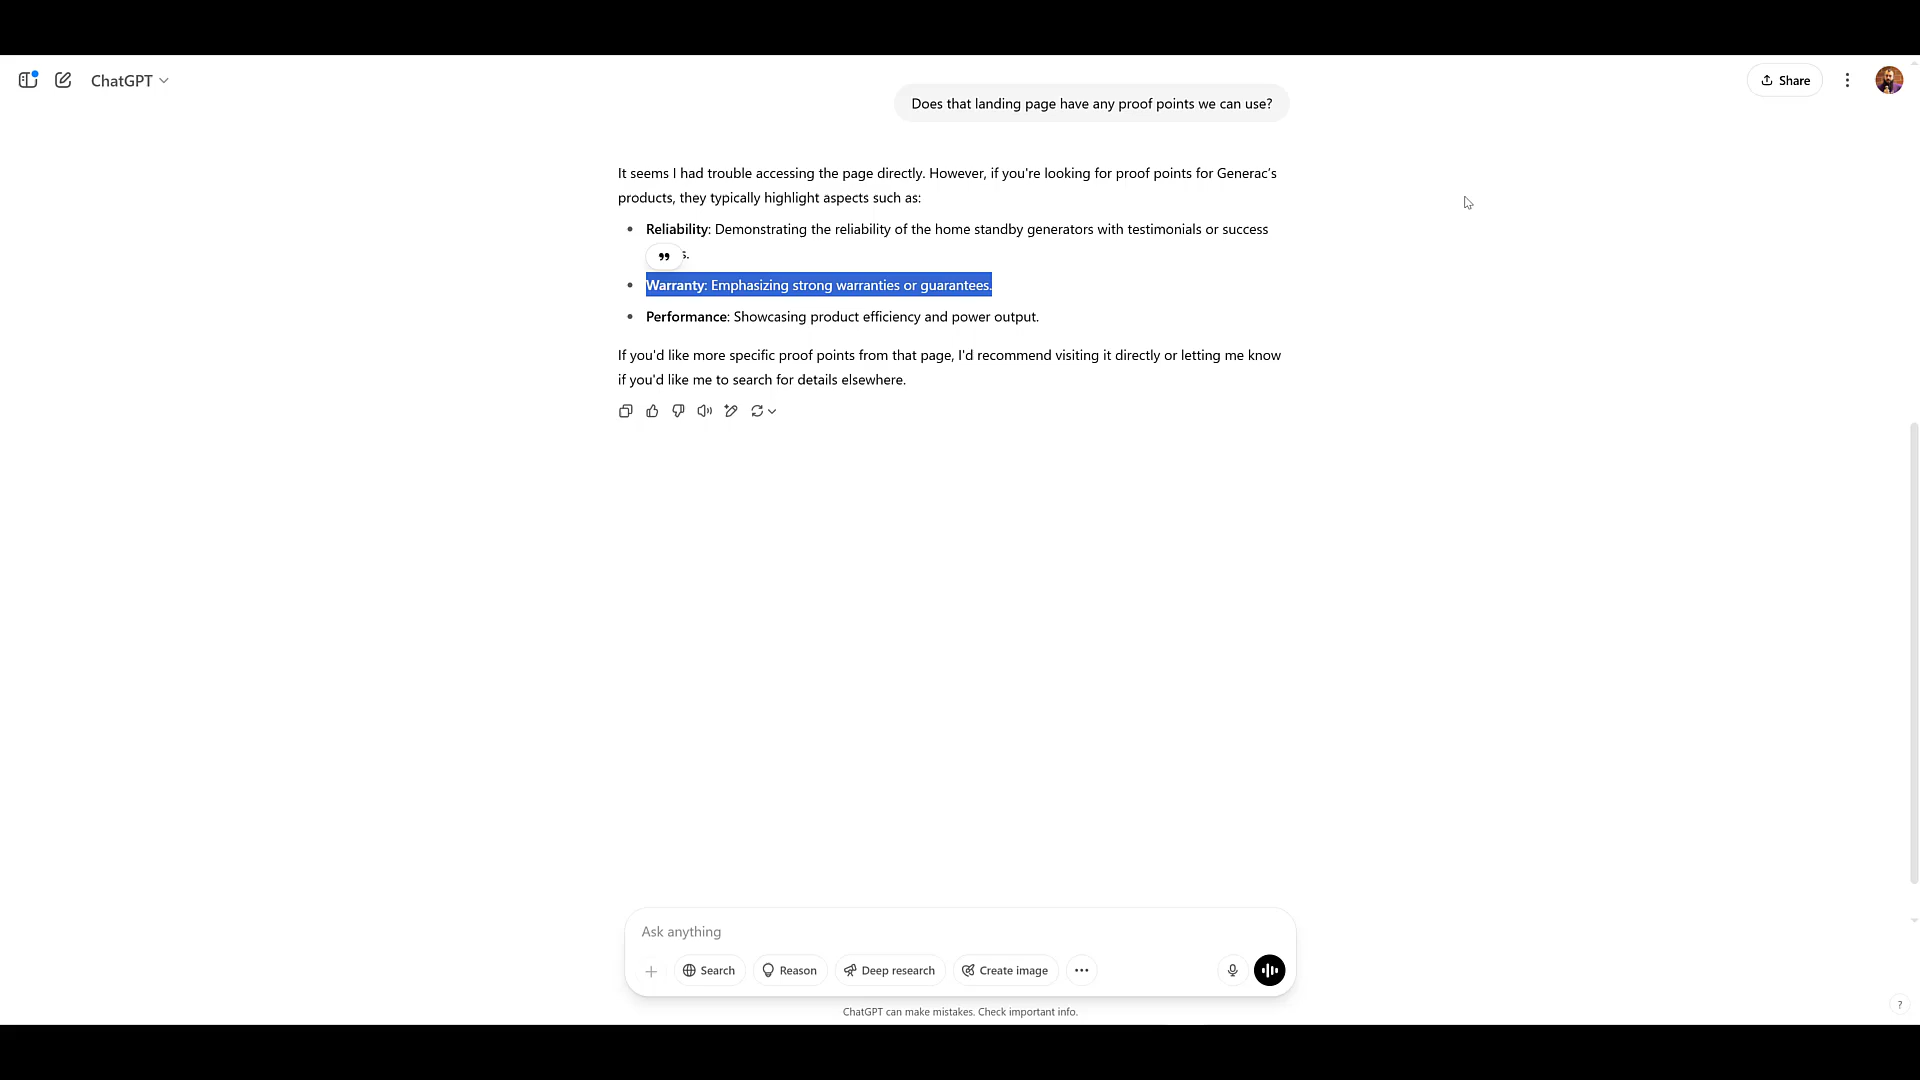 ChatGPT
Share
Does that landing page have any proof points we can use?
It seems I had trouble accessing the page directly. However, if you're looking for proof points for Generac’s
products, they typically highlight aspects such as:
Reliability: Demonstrating the reliability of the home standby generators with testimonials or success
s.
Warranty: Emphasizing strong warranties or guarantees.
Performance: Showcasing product efficiency and power output.
If you'd like more specific proof points from that page, I'd recommend visiting it directly or letting me know
if you'd like me to search for details elsewhere.
Ask anything
Search
Reason
Deep research
Create image
ChatGPT can make mistakes. Check important info.
?